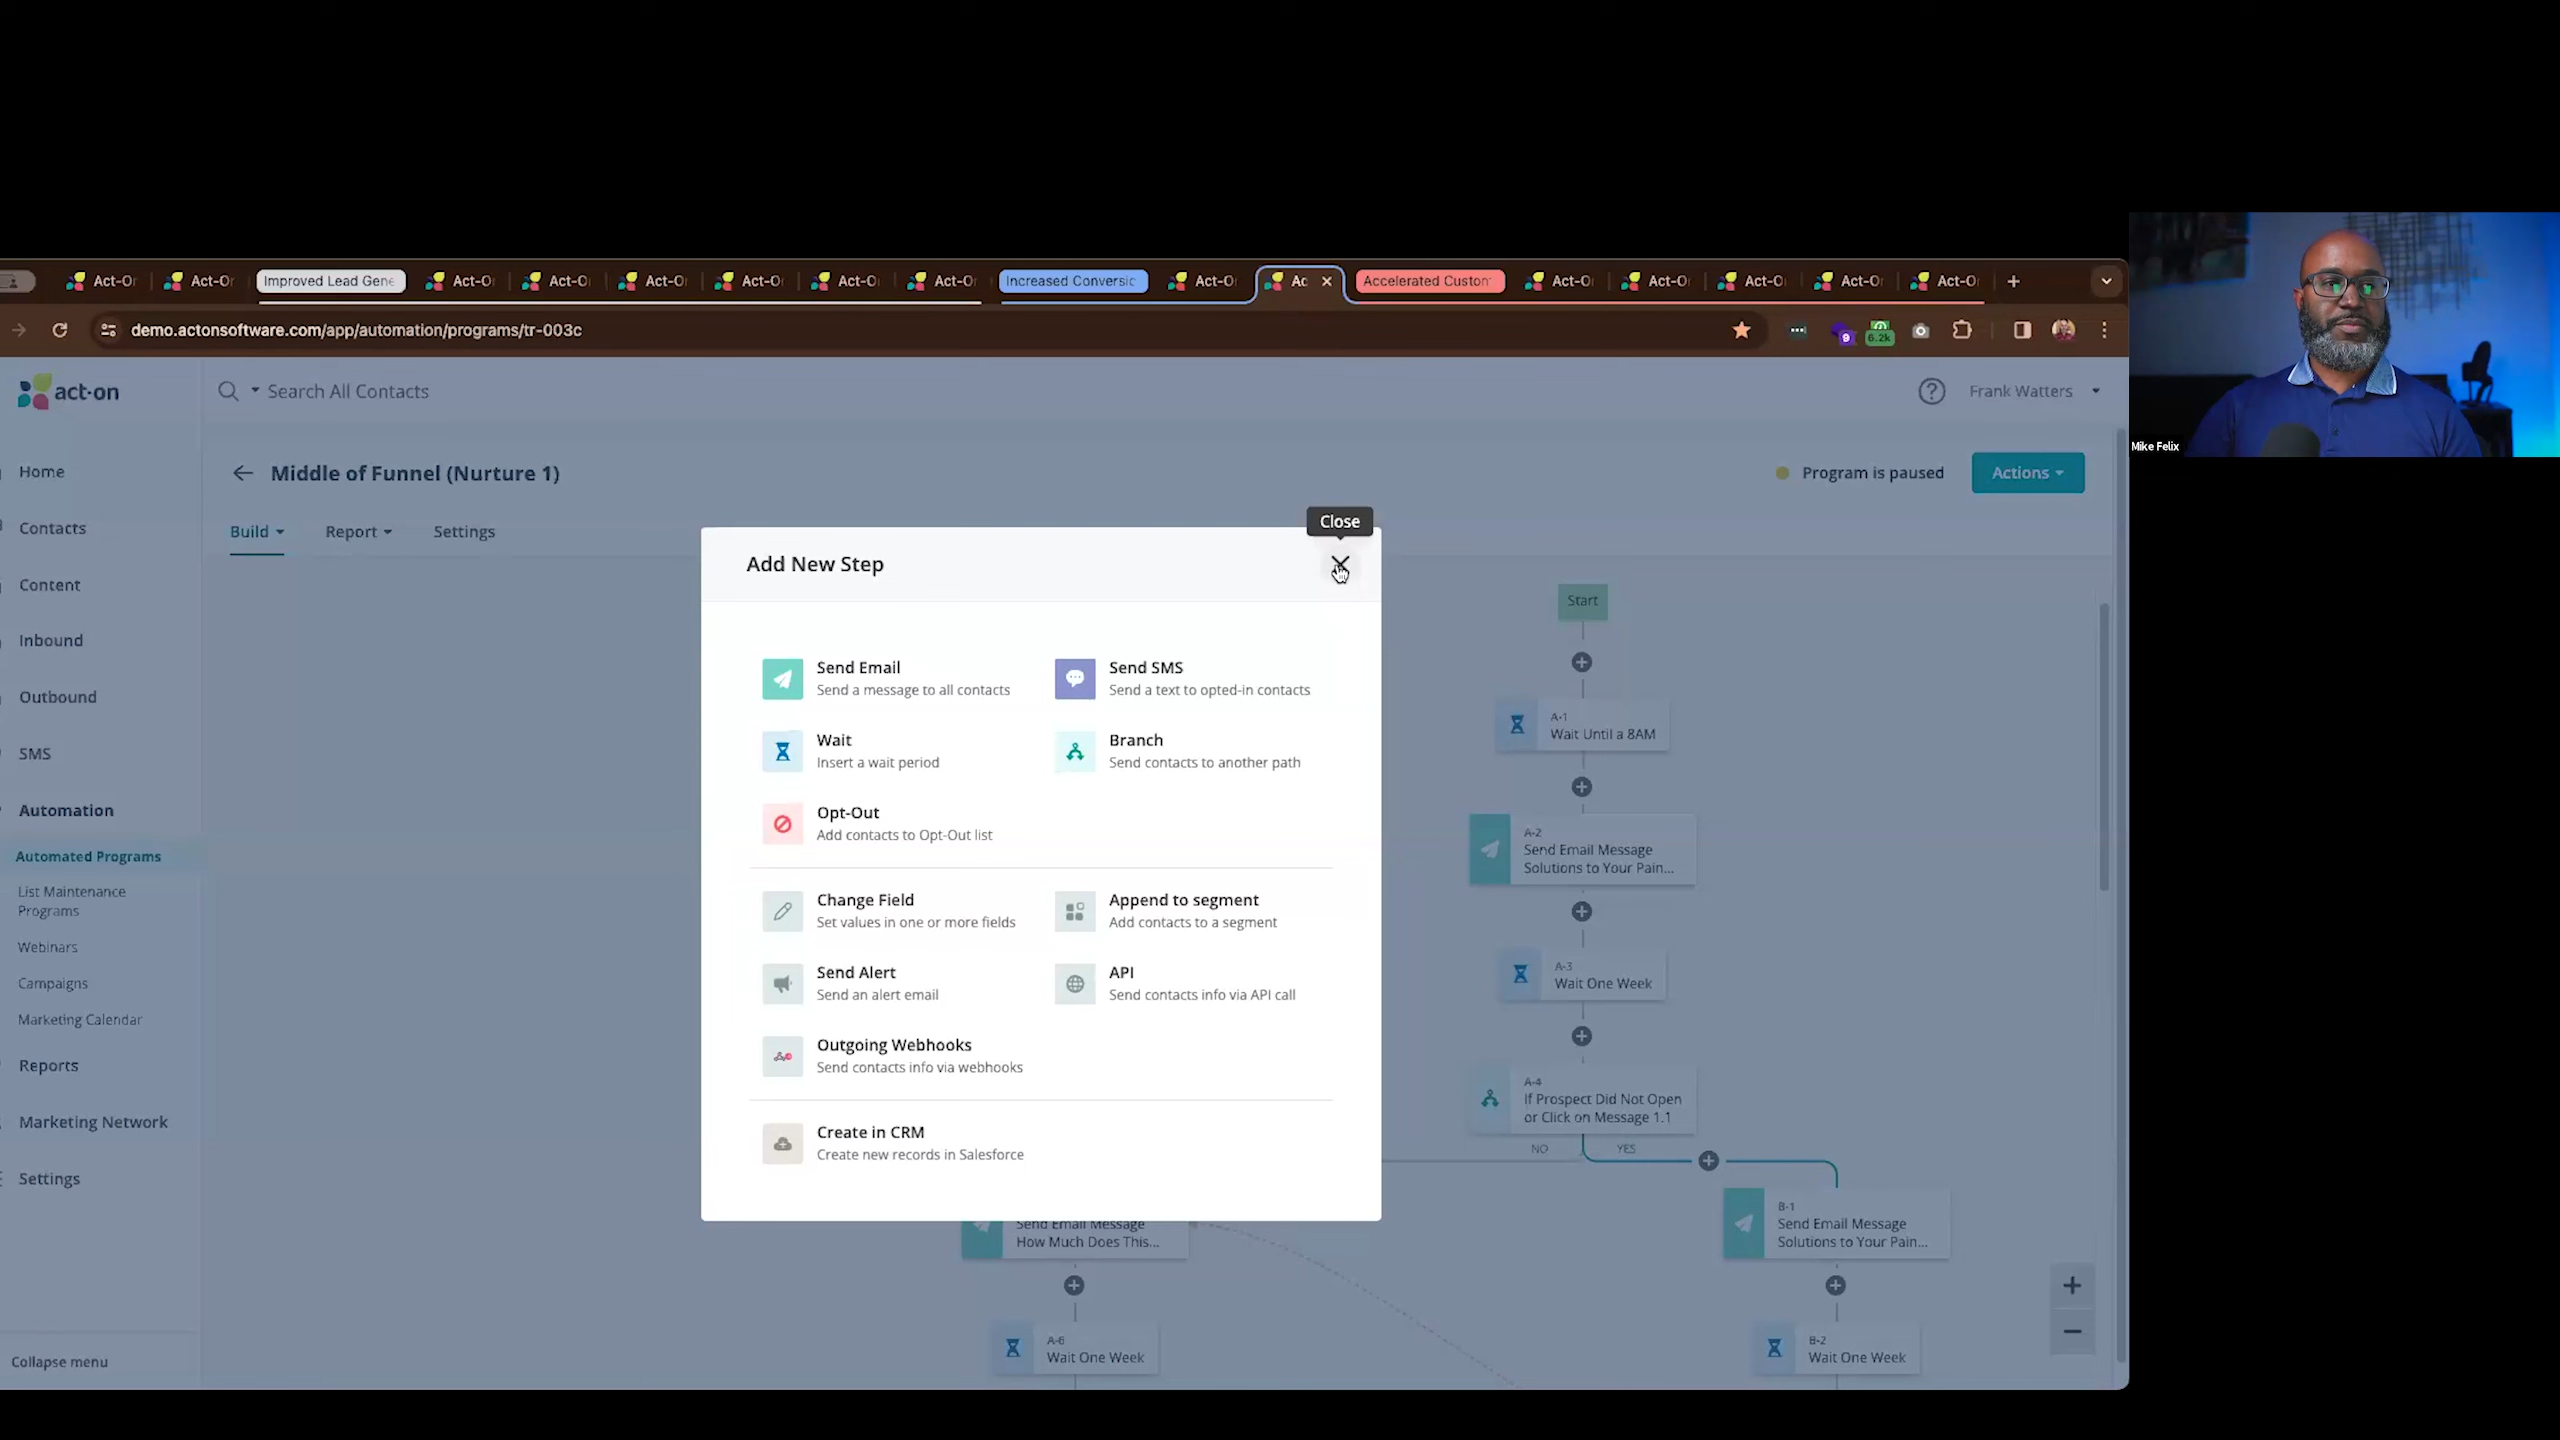 Act-O
Act-O
Improved Lead Gene
Act-O
Act-O
Act-O
Act-O
Act-O
Act-O
Increased Conversic
Act-O
Ac
Accelerated Custom
Act-O
Act-O
Act-O
Act-O
Act-O
demo.actonsoftware.com/app/automation/programs/tr-003c
9
6.2k
act-on
Search All Contacts
Frank Watters
Mike Felix
Home
Contacts
Content
Inbound
Outbound
SMS
Automation
Automated Programs
List Maintenance
Programs
Webinars
Campaigns
Marketing Calendar
Reports
Marketing Network
Settings
Collapse menu
Middle of Funnel (Nurture 1)
Program is paused
Actions
Build
Report
Settings
Close
Add New Step
Send Email
Send a message to all contacts
Send SMS
Send a text to opted-in contacts
Wait
Insert a wait period
Branch
Send contacts to another path
Opt-Out
Add contacts to Opt-Out list
Change Field
Set values in one or more fields
Append to segment
Add contacts to a segment
Send Alert
Send an alert email
API
Send contacts info via API call
Outgoing Webhooks
Send contacts info via webhooks
Create in CRM
Create new records in Salesforce
Start
A-1
Wait Until a 8AM
A-2
Send Email Message
Solutions to Your Pain...
A-3
Wait One Week
A-4
If Prospect Did Not Open
or Click on Message 1.1
NO
YES
Send Email Message
How Much Does This...
A-6
Wait One Week
B-1
Send Email Message
Solutions to Your Pain...
B-2
Wait One Week